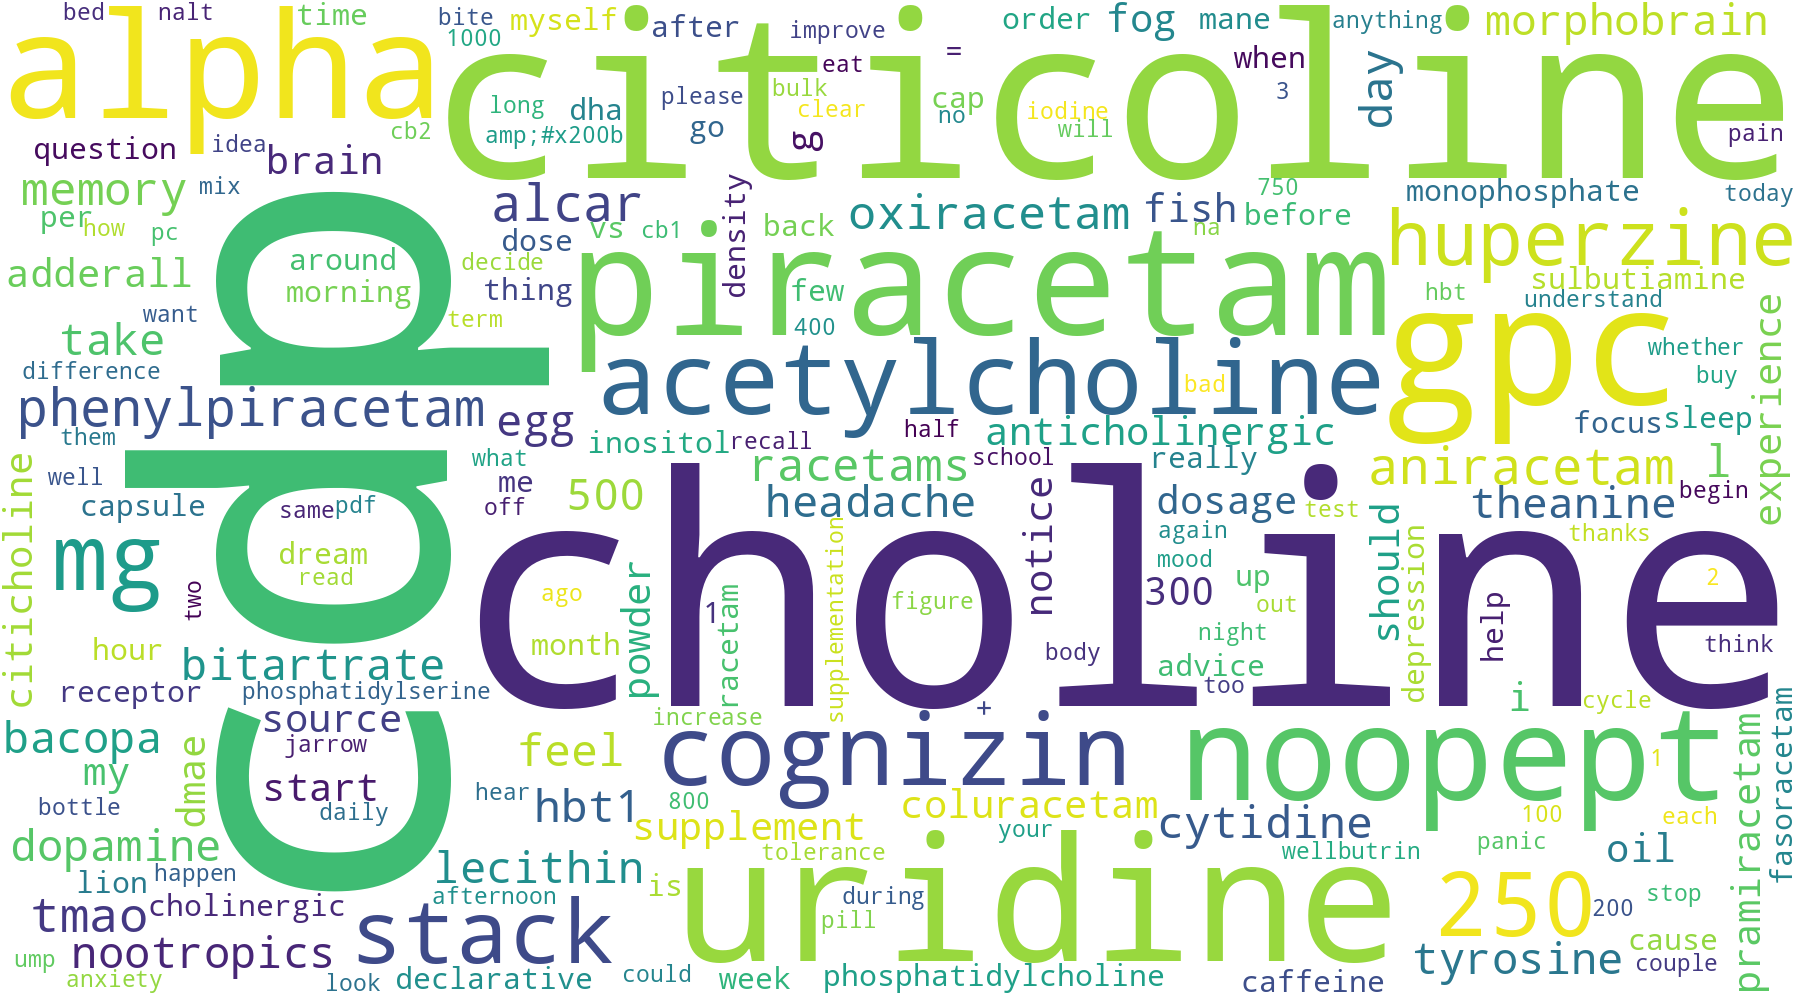 bed nalt time bite myself after improve order fog mane anything morphobrain
alpha citicoline
1000 eat = when 3 day
long dha please bulk clear cap no iodine will
cb2 amp;#x200b go g pain
question idea brain
memory mix alcar density 750 monophosphate today
per how pc dose vs cb1 back oxiracetam fish na before huperzine
adderall around morning decide thing few piracetam hbt sulbutiamine
want term 400 understand experience
take cdp acetylcholine bad gpc whether
difference buy
phenylpiracetam egg inositol recall half anticholinergic focus sleep
them what racetams school really aniracetam l
well me headache dosage theanine begin
citicholine capsule same pdf off 500 notice again test should thanks
mg dream read supplementation mood depression
two ago powder racetam 1 choline figure 300 up out 2
hour month body night help think
bitartrate advice
receptor phosphatidylserine increase + too i cycle
bacopa source jarrow feel cognizin noopept 1 pramiracetam fasoracetam
my dmae start hear 800
bottle daily hbt1 supplement coluracetam your cytidine 100 each
dopamine happen lecithin tolerance wellbutrin panic oil
lion afternoon is uridine during 250 200 stop
tmao cholinergic stack pill
nootropics cause
ump anxiety look declarative could week phosphatidylcholine caffeine tyrosine couple